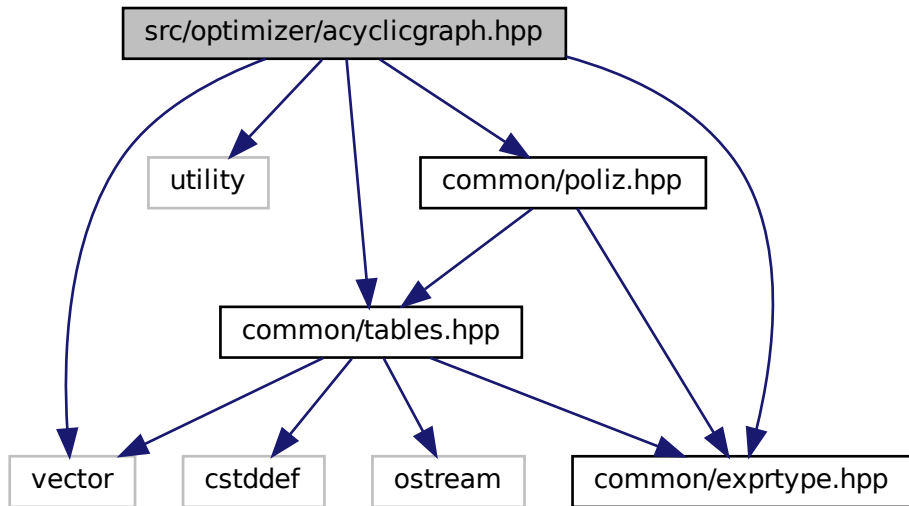 src/optimizer/acyclicgraph.hpp
utility
common/poliz.hpp
common/tables.hpp
vector
cstddef
ostream
common/exprtype.hpp